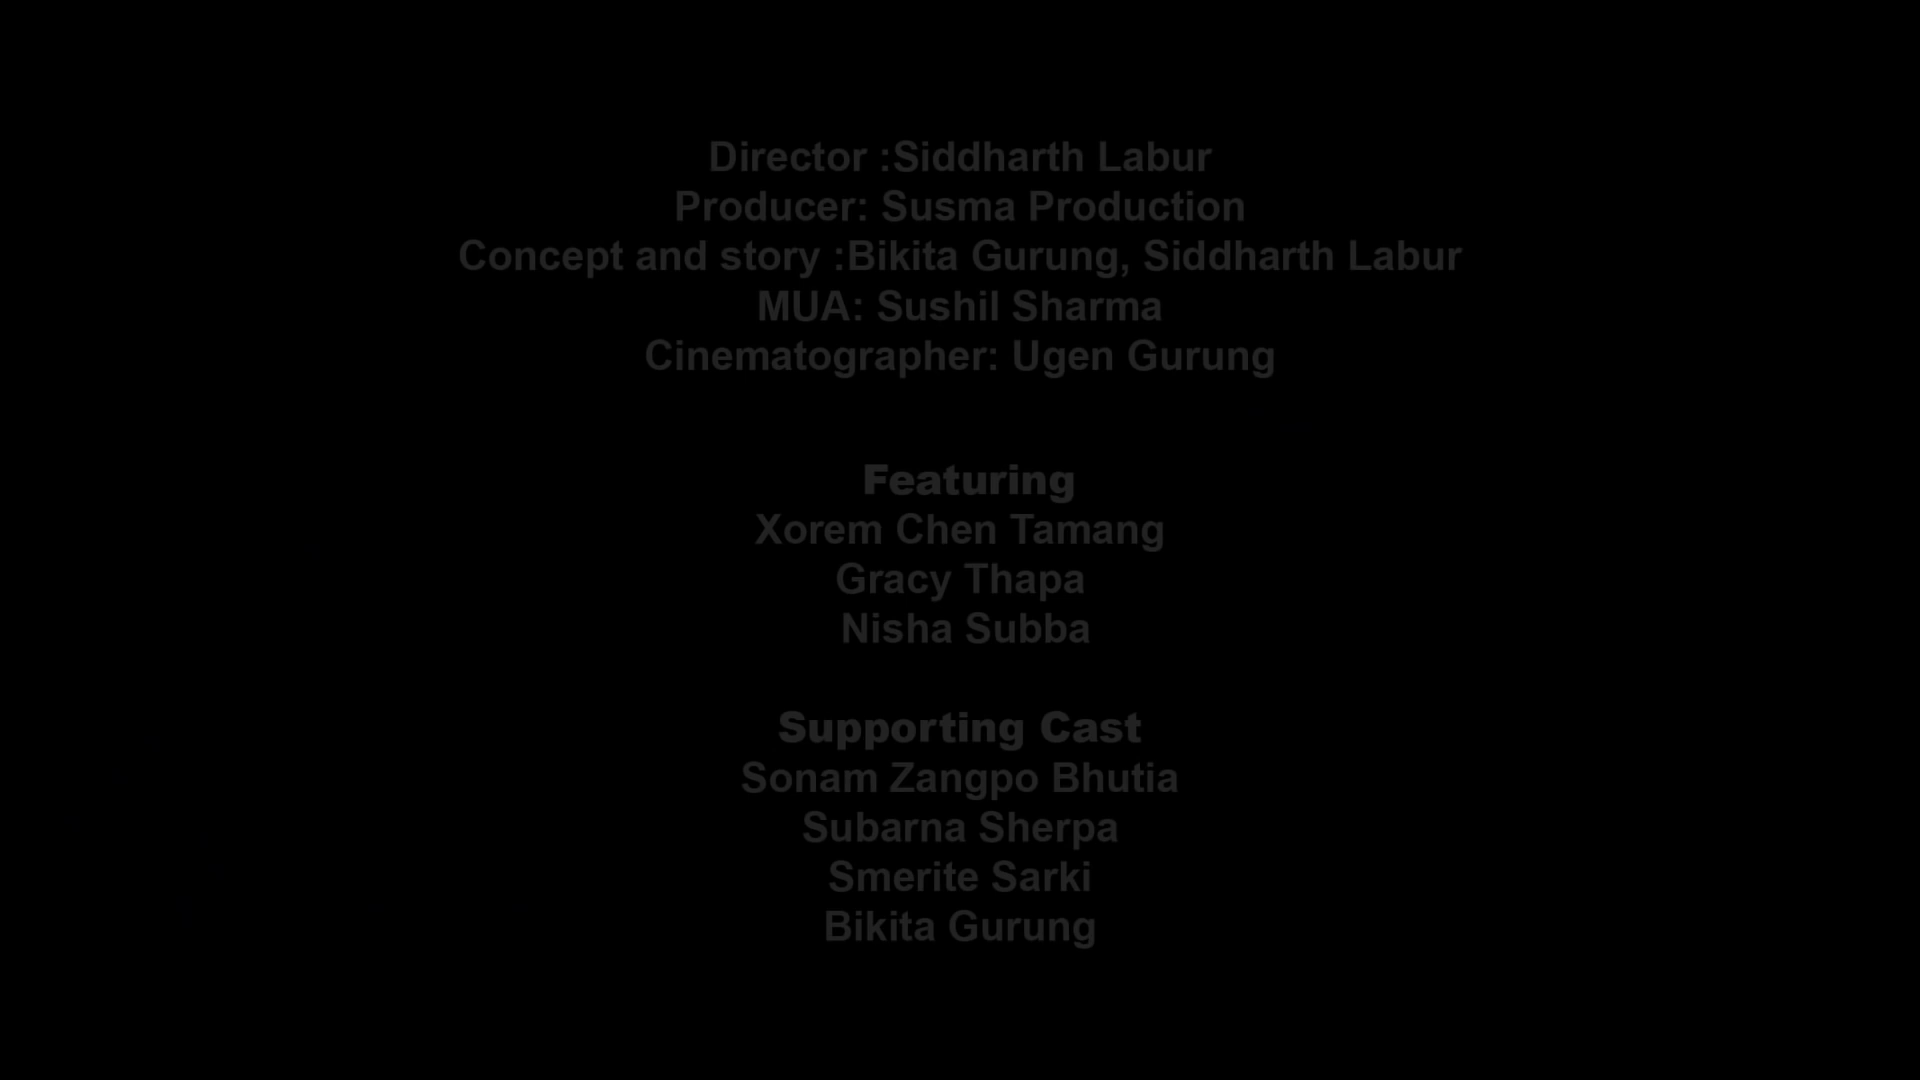 Director :Siddharth Labur
Producer: Susma Production
Concept and story :Bikita Gurung, Siddharth Labur
MUA: Sushil Sharma
Cinematographer: Ugen Gurung
Featuring
Xorem Chen Tamang
Gracy Thapa
Nisha Subba
Supporting Cast
Sonam Zangpo Bhutia
Subarna Sherpa
Smerite Sarki
Bikita Gurung